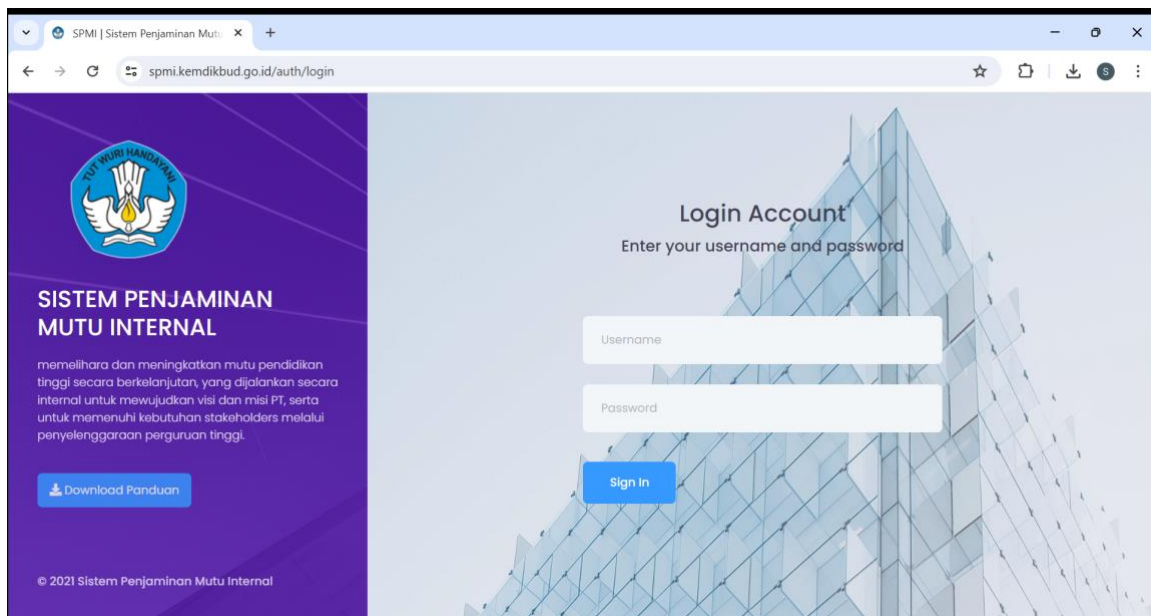 SPMI | Sistem Penjaminan Mutu
spmi.kemdikbud.go.id/auth/login
S
TUT WURI HANDAYANI
SISTEM PENJAMINAN
MUTU INTERNAL
memelihara dan meningkatkan mutu pendidikan
tinggi secara berkelanjutan, yang dijalankan secara
internal untuk mewujudkan visi dan misi PT, serta
untuk memenuhi kebutuhan stakeholders melalui
penyelenggaraan perguruan tinggi.
Download Panduan
© 2021 Sistem Penjaminan Mutu Internal
Login Account
Enter your username and password
Username
Password
Sign In